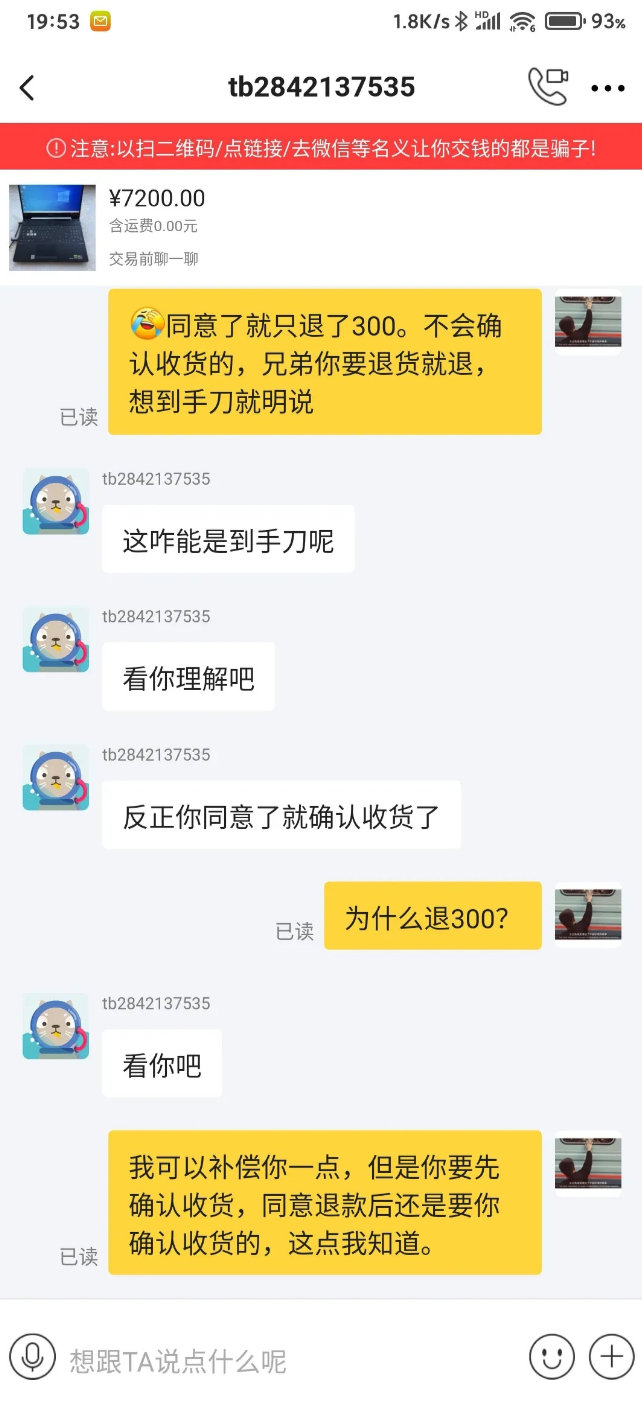 19:53
1.8K/s
HD
6
93%
tb2842137535
注意:以扫二维码/点链接/去微信等名义让你交钱的都是骗子!
¥7200.00
含运费0.00元
交易前聊一聊
🤣同意了就只退了300。不会确
认收货的，兄弟你要退货就退，
想到手刀就明说
已读
tb2842137535
这咋能是到手刀呢
tb2842137535
看你理解吧
tb2842137535
反正你同意了就确认收货了
为什么退300？
已读
tb2842137535
看你吧
我可以补偿你一点，但是你要先
确认收货，同意退款后还是要你
确认收货的，这点我知道。
已读
想跟TA说点什么呢